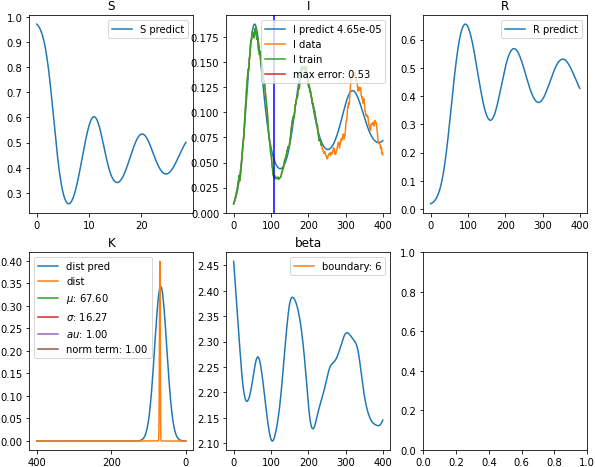 S
1.0
0.9
0.8
0.7
0.6
0.5
0.4
0.3
0 10 20
S predict
I
0.175
0.150
0.125
0.100
0.075
0.050
0.025
0.000
0 100 200 300 400
I predict 4.65e-05
I data
I train
max error: 0.53
R
0.6
0.5
0.4
0.3
0.2
0.1
0.0
0 100 200 300 400
R predict
K
0.40
0.35
0.30
0.25
0.20
0.15
0.10
0.05
0.00
400 200 0
dist pred
dist
μ: 67.60
σ: 16.27
au: 1.00
norm term: 1.00
beta
2.45
2.40
2.35
2.30
2.25
2.20
2.15
2.10
0 100 200 300 400
boundary: 6
1.0
0.8
0.6
0.4
0.2
0.0
0.0 0.2 0.4 0.6 0.8 1.0